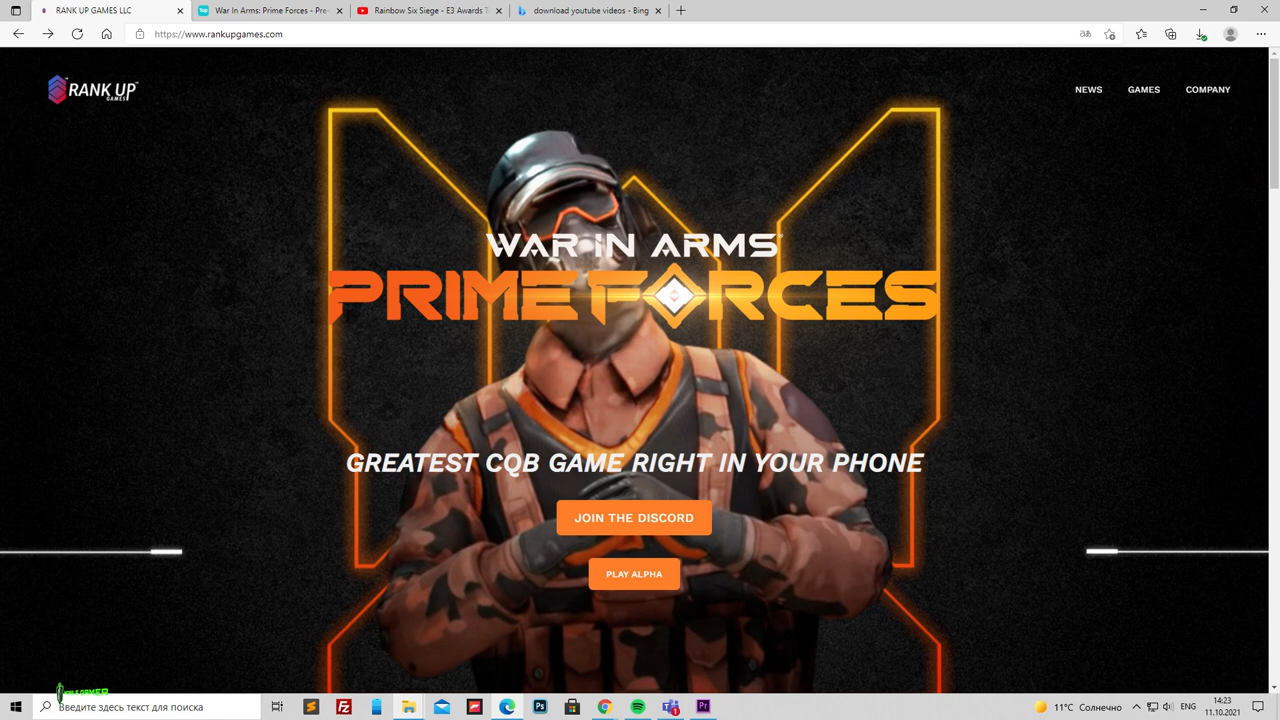 RANK UP GAMES LLC
War In Arms: Prime Forces - Pre-
Rainbow Six Siege - E3 Awards T
download youtube videos - Bing
https://www.rankupgames.com
RANK UP
GAMES
NEWS GAMES COMPANY
WAR IN ARMS
PRIME FORCES
GREATEST CQB GAME RIGHT IN YOUR PHONE
JOIN THE DISCORD
PLAY ALPHA
Введите здесь текст для поиска
11°C Солнечно
ENG
14:23
11.10.2021